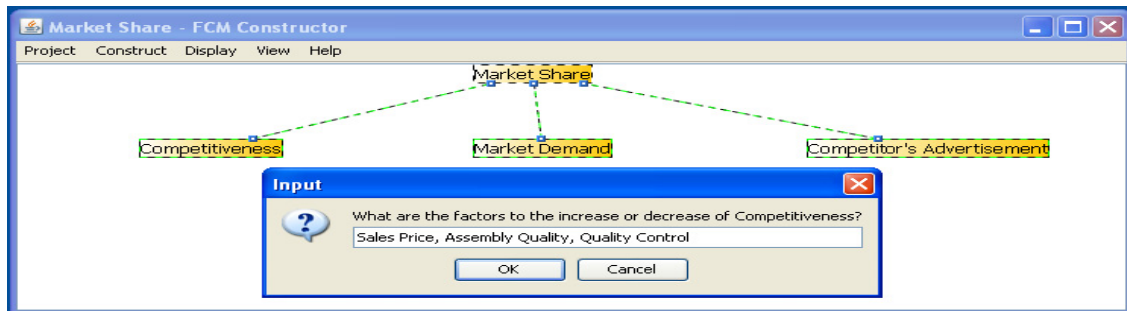 Market Share - FCM Constructor
Project Construct Display View Help
Market Share
Competitiveness Market Demand Competitor's Advertisement
Input
What are the factors to the increase or decrease of Competitiveness?
Sales Price, Assembly Quality, Quality Control
OK Cancel